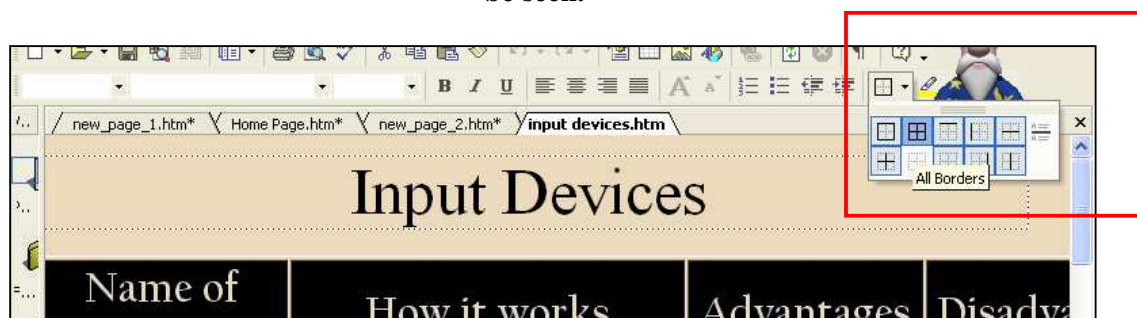 be seen.
B I U
new_page_1.htm* Home Page.htm* new_page_2.htm* input devices.htm
All Borders
Input Devices
Name of
How it works Advantages Disadva